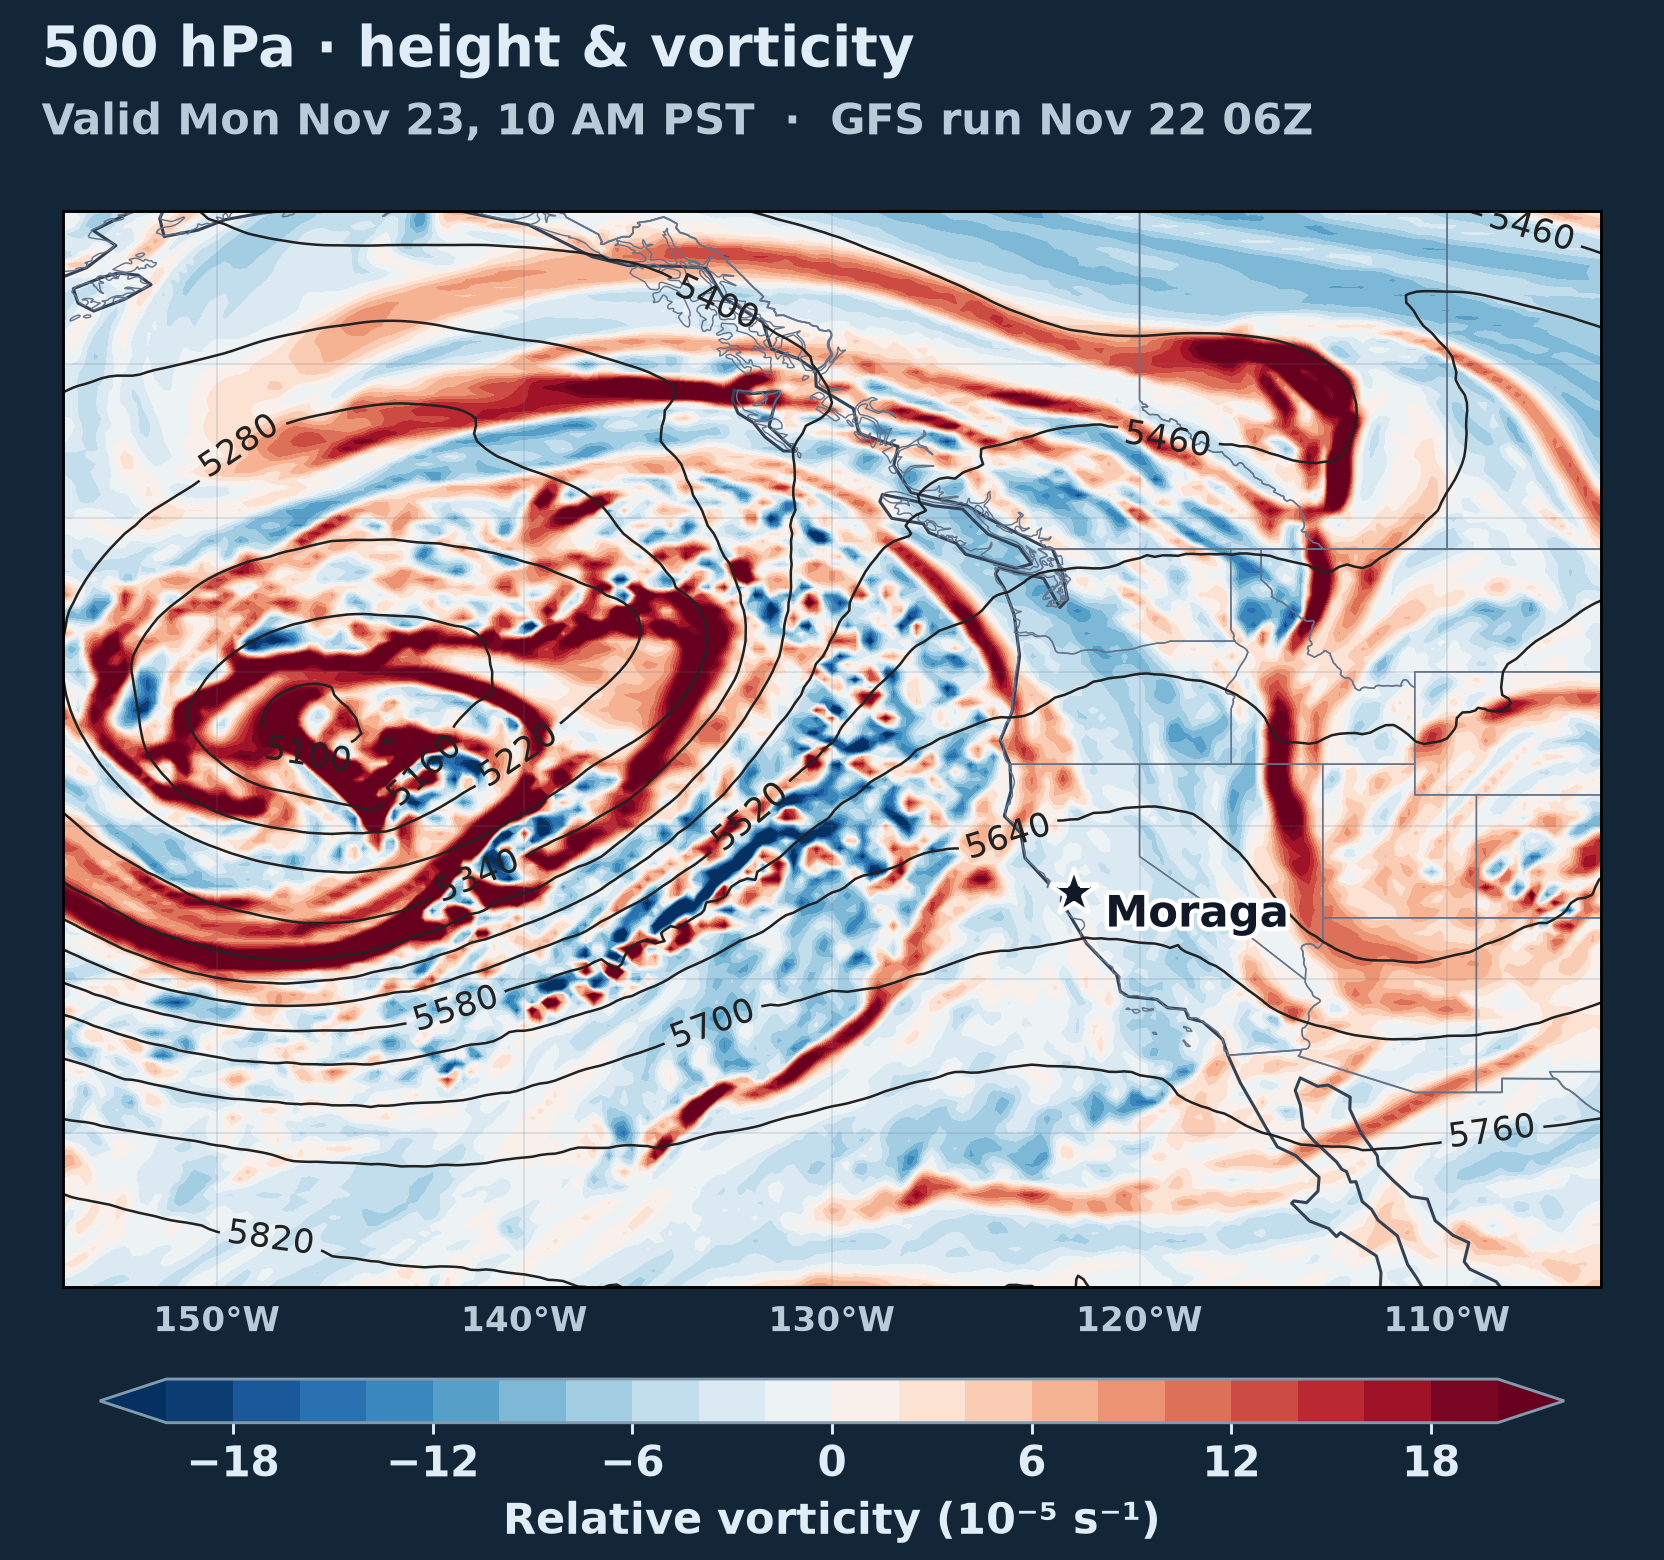 500 hPa · height & vorticity
Valid Mon Nov 23, 10 AM PST · GFS run Nov 22 06Z
5460
5400
5280
5460
5100
5160
5220
5520
5640
5340
Moraga
5580
5700
5760
5820
150°W
140°W
130°W
120°W
110°W
−18
−12
−6
0
6
12
18
Relative vorticity (10⁻⁵ s⁻¹)